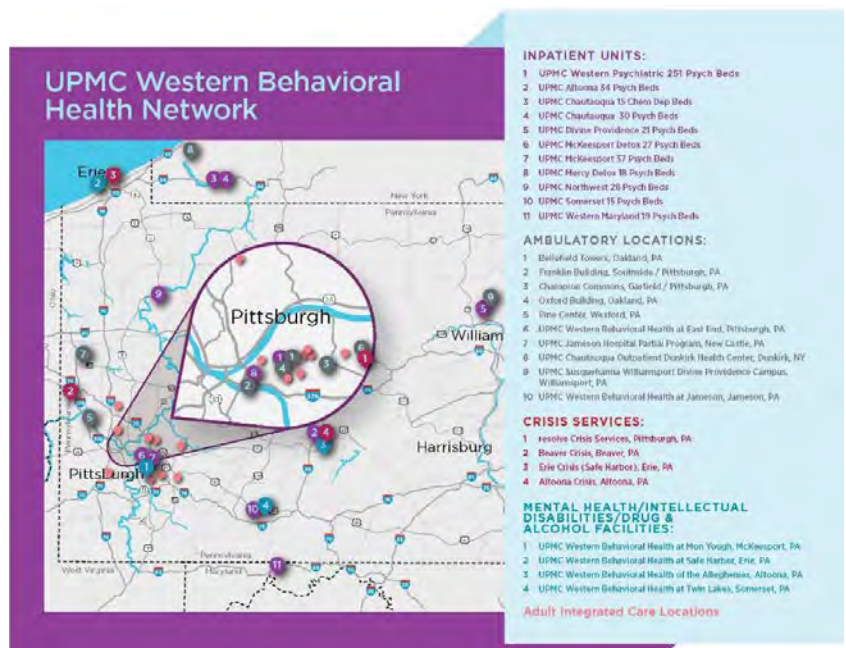 UPMC Western Behavioral
Health Network
Erie
New York
Pennsylvania
Ohio
Pittsburgh
William
Harrisburg
Pittsburgh
Pennsylvania
West Virginia
Maryland
INPATIENT UNITS:
1 UPMC Western Psychiatric 251 Psych Beds
2 UPMC Altoona 34 Psych Beds
3 UPMC Chautauqua 15 Chem Dep Beds
4 UPMC Chautauqua 30 Psych Beds
5 UPMC Divine Providence 21 Psych Beds
6 UPMC McKeesport Detox 27 Psych Beds
7 UPMC McKeesport 37 Psych Beds
8 UPMC Mercy Detox 18 Psych Beds
9 UPMC Northwest 28 Psych Beds
10 UPMC Somerset 15 Psych Beds
11 UPMC Western Maryland 19 Psych Beds
AMBULATORY LOCATIONS:
1 Bellefield Towers, Oakland, PA
2 Franklin Building, Southside / Pittsburgh, PA
3 Champion Commons, Garfield / Pittsburgh, PA
4 Oxford Building, Oakland, PA
5 Pine Center, Wexford, PA
6 UPMC Western Behavioral Health at East End, Pittsburgh, PA
7 UPMC Jameson Hospital Partial Program, New Castle, PA
8 UPMC Chautauqua Outpatient Dunkirk Health Center, Dunkirk, NY
9 UPMC Susquehanna Williamsport Divine Providence Campus,
Williamsport, PA
10 UPMC Western Behavioral Health at Jameson, Jameson, PA
CRISIS SERVICES:
1 resolve Crisis Services, Pittsburgh, PA
2 Beaver Crisis, Beaver, PA
3 Erie Crisis (Safe Harbor), Erie, PA
4 Altoona Crisis, Altoona, PA
MENTAL HEALTH/INTELLECTUAL
DISABILITIES/DRUG &
ALCOHOL FACILITIES:
1 UPMC Western Behavioral Health at Mon Yough, McKeesport, PA
2 UPMC Western Behavioral Health at Safe Harbor, Erie, PA
3 UPMC Western Behavioral Health of the Alleghenies, Altoona, PA
4 UPMC Western Behavioral Health at Twin Lakes, Somerset, PA
Adult Integrated Care Locations